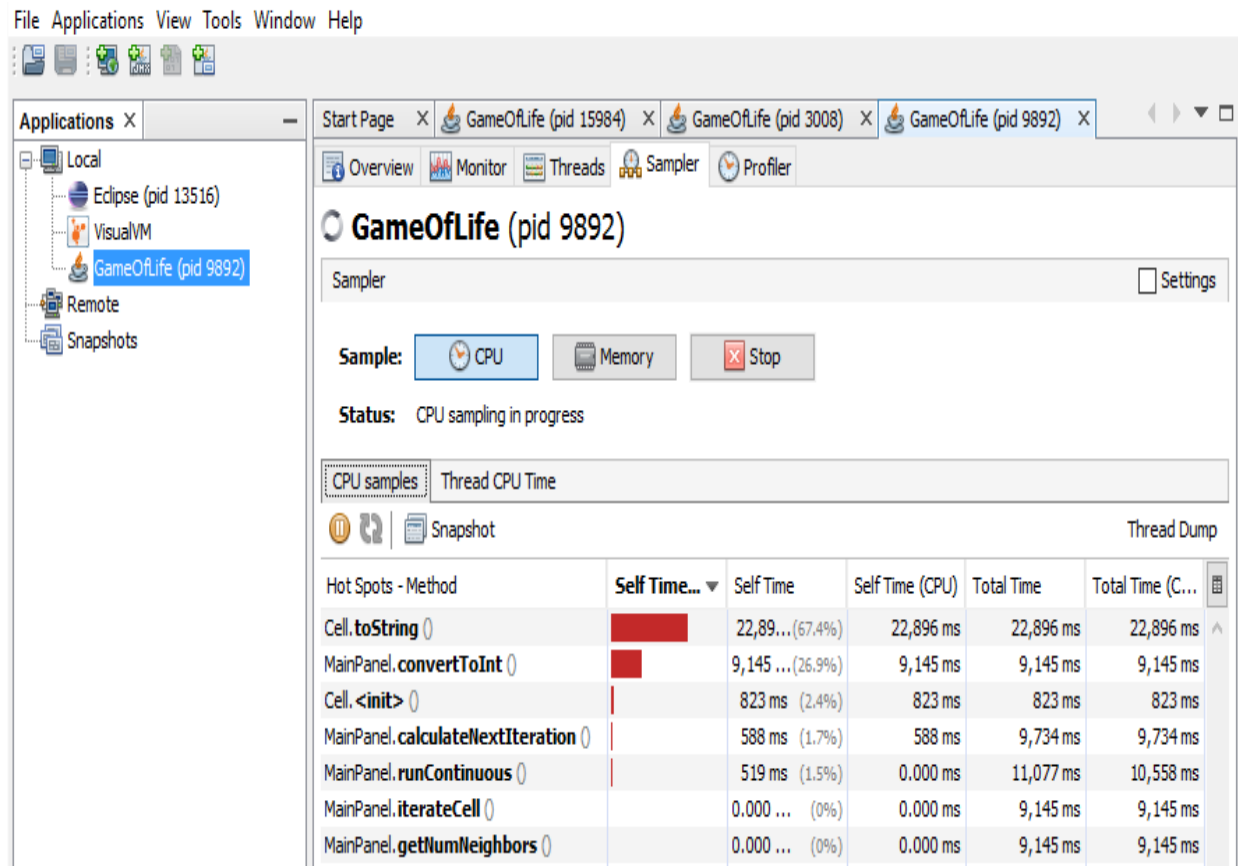 File Applications View Tools Window Help
Applications
Start Page
GameOfLife (pid 15984)
GameOfLife (pid 3008)
GameOfLife (pid 9892)
Local
Eclipse (pid 13516)
VisualVM
GameOfLife (pid 9892)
Remote
Snapshots
Overview Monitor Threads Sampler Profiler
GameOfLife (pid 9892)
Sampler Settings
Sample: CPU Memory Stop
Status: CPU sampling in progress
CPU samples Thread CPU Time
Snapshot Thread Dump
Hot Spots - Method Self Time... Self Time Self Time (CPU) Total Time Total Time (C...
Cell.toString () 22,89...(67.4%) 22,896 ms 22,896 ms 22,896 ms
MainPanel.convertToInt () 9,145 ...(26.9%) 9,145 ms 9,145 ms 9,145 ms
Cell.<init> () 823 ms (2.4%) 823 ms 823 ms 823 ms
MainPanel.calculateNextIteration () 588 ms (1.7%) 588 ms 9,734 ms 9,734 ms
MainPanel.runContinuous () 519 ms (1.5%) 0.000 ms 11,077 ms 10,558 ms
MainPanel.iterateCell () 0.000 ... (0%) 0.000 ms 9,145 ms 9,145 ms
MainPanel.getNumNeighbors () 0.000 ... (0%) 0.000 ms 9,145 ms 9,145 ms